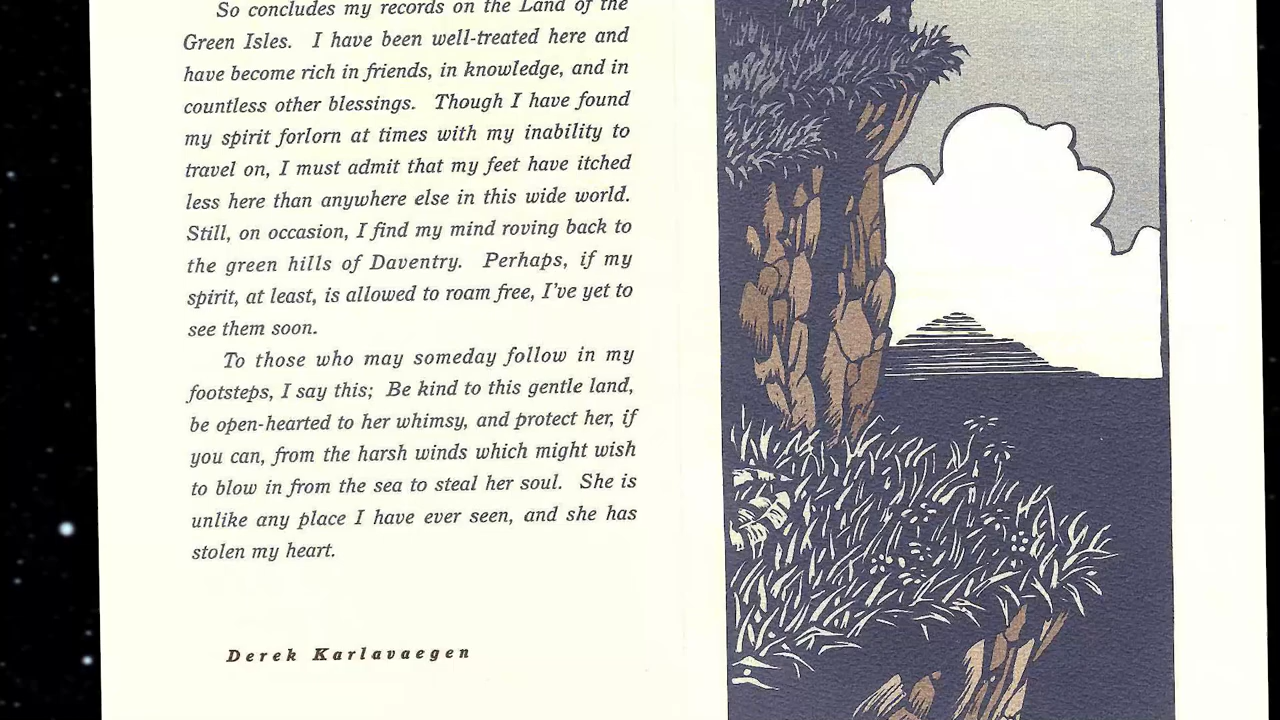 So concludes my records on the Land of the
Green Isles. I have been well-treated here and
have become rich in friends, in knowledge, and in
countless other blessings. Though I have found
my spirit forlorn at times with my inability to
travel on, I must admit that my feet have itched
less here than anywhere else in this wide world.
Still, on occasion, I find my mind roving back to
the green hills of Daventry. Perhaps, if my
spirit, at least, is allowed to roam free, I've yet to
see them soon.
To those who may someday follow in my
footsteps, I say this; Be kind to this gentle land,
be open-hearted to her whimsy, and protect her, if
you can, from the harsh winds which might wish
to blow in from the sea to steal her soul. She is
unlike any place I have ever seen, and she has
stolen my heart.
Derek Karlavaegen